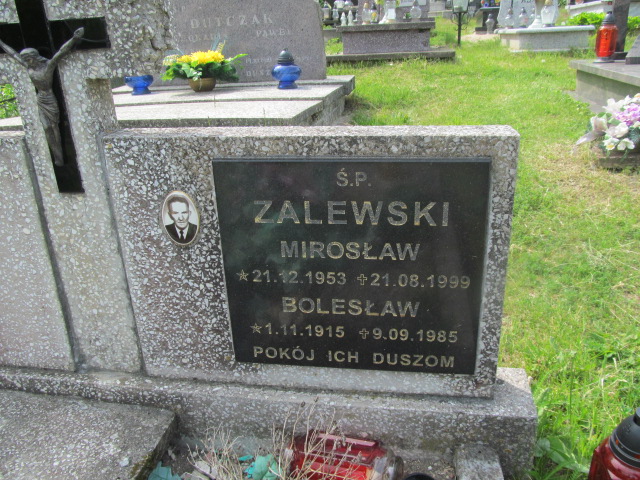 DUTCZAK
Ś.P.
ZALEWSKI
MIROSŁAW
*21.12.1953 ✝21.08.1999
BOLESŁAW
*1.11.1915 ✝9.09.1985
POKÓJ ICH DUSZOM